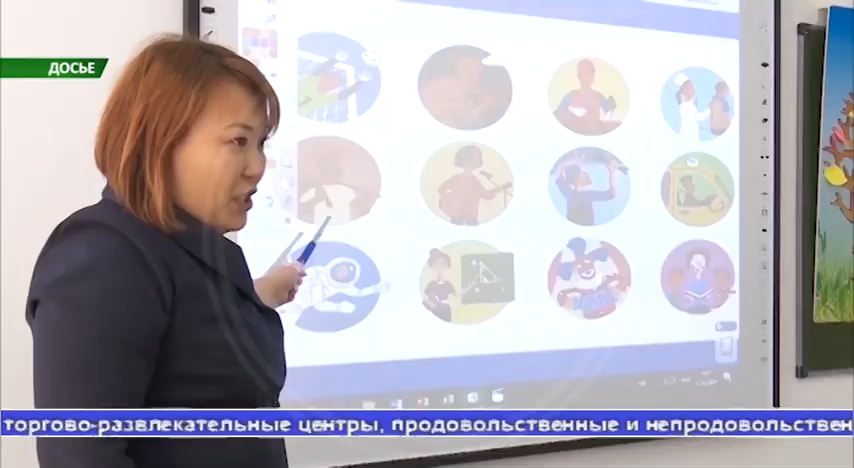 ДОСЬЕ
торгово-развлекательные центры, продовольственные и непродовольствен